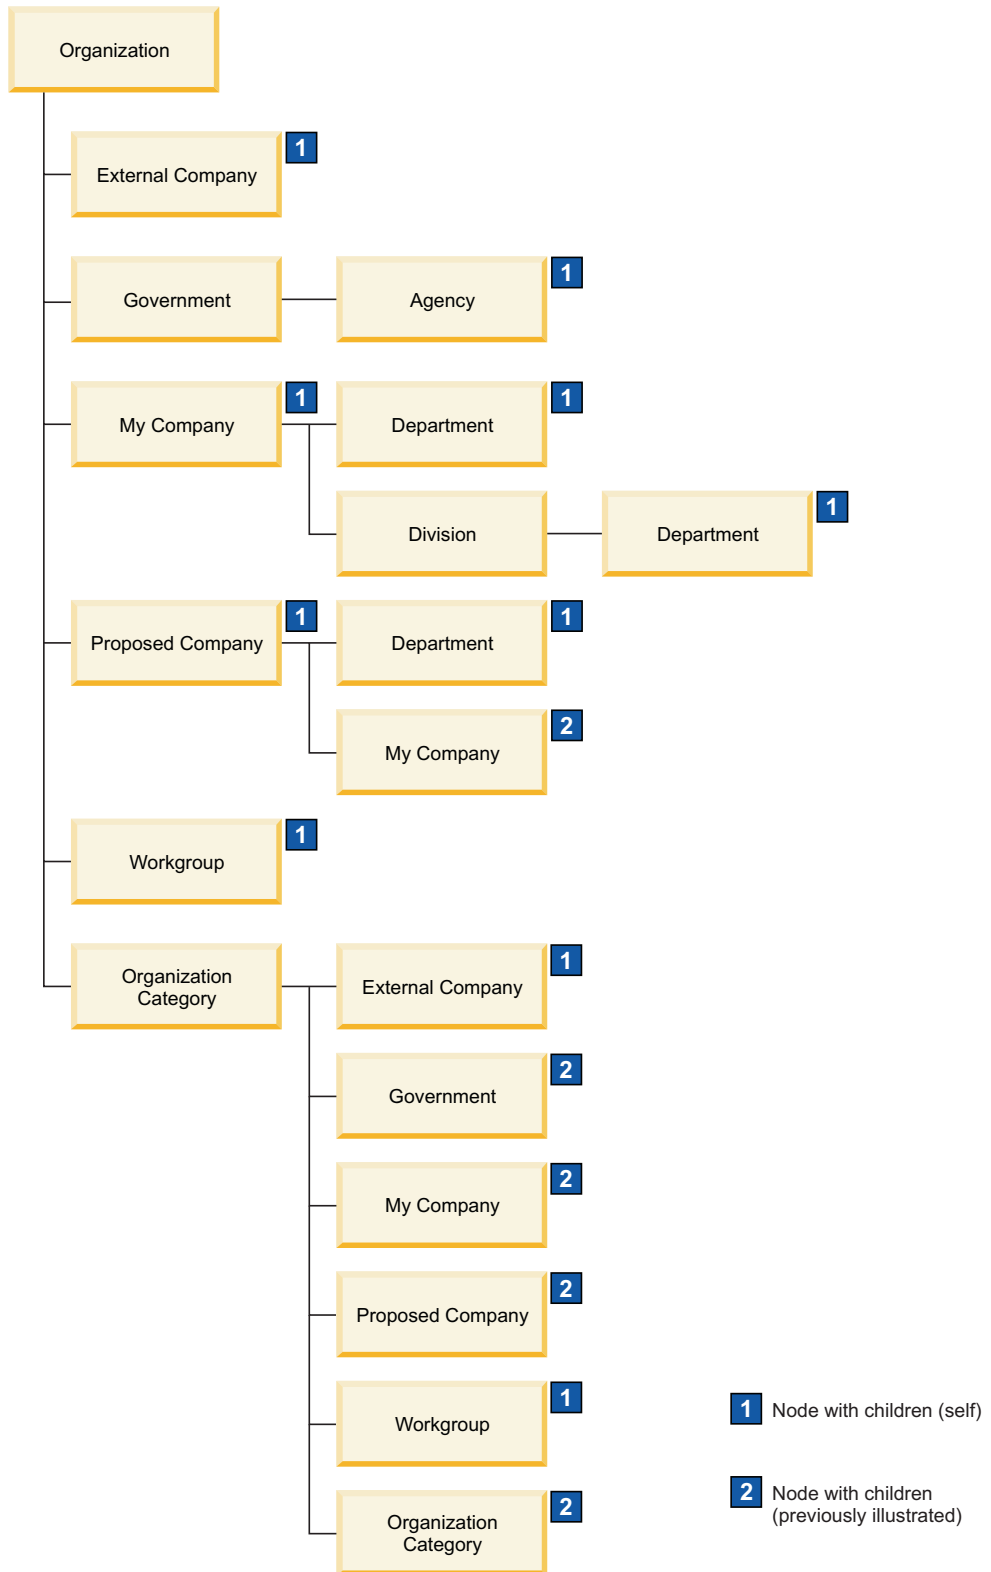 Organization
External Company
1
Government
Agency
1
My Company
1
Department
1
Division
Department
1
Proposed Company
1
Department
1
My Company
2
Workgroup
1
Organization
Category
External Company
1
Government
2
My Company
2
Proposed Company
2
Workgroup
1
Organization
Category
2
1 Node with children (self)
2 Node with children
(previously illustrated)